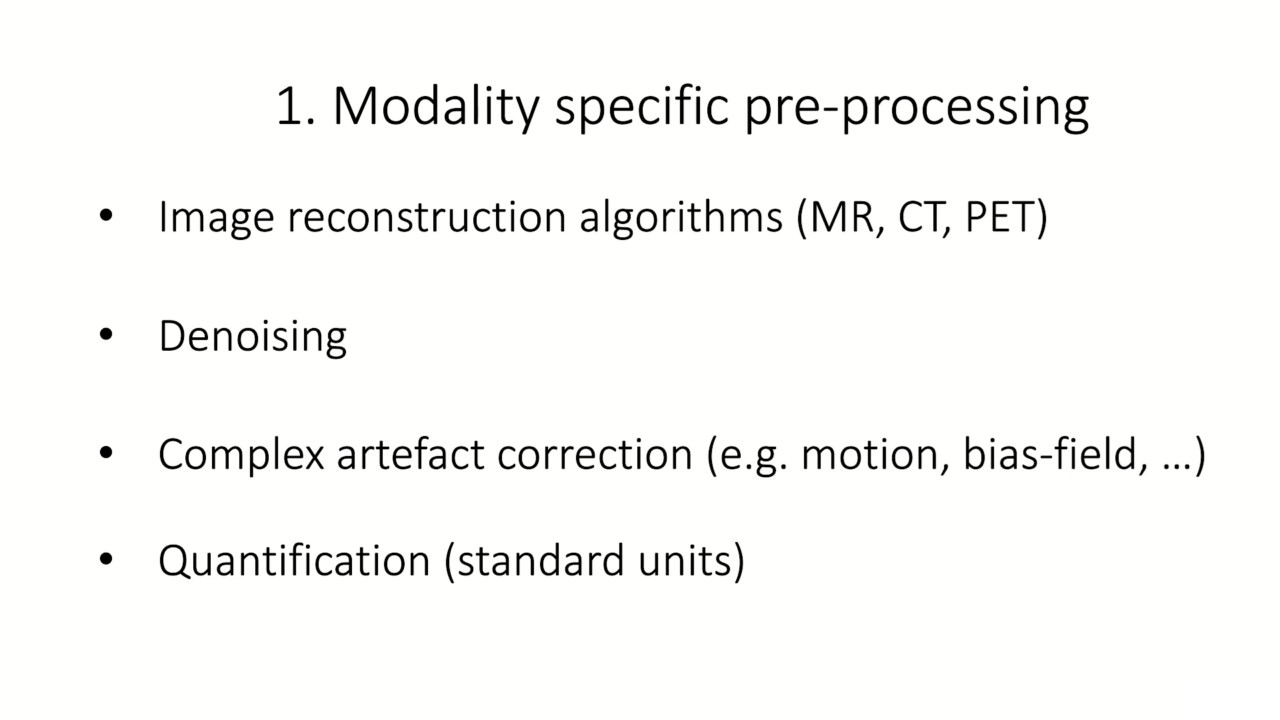 1. Modality specific pre-processing
• Image reconstruction algorithms (MR, CT, PET)
• Denoising
• Complex artefact correction (e.g. motion, bias-field, ...)
• Quantification (standard units)